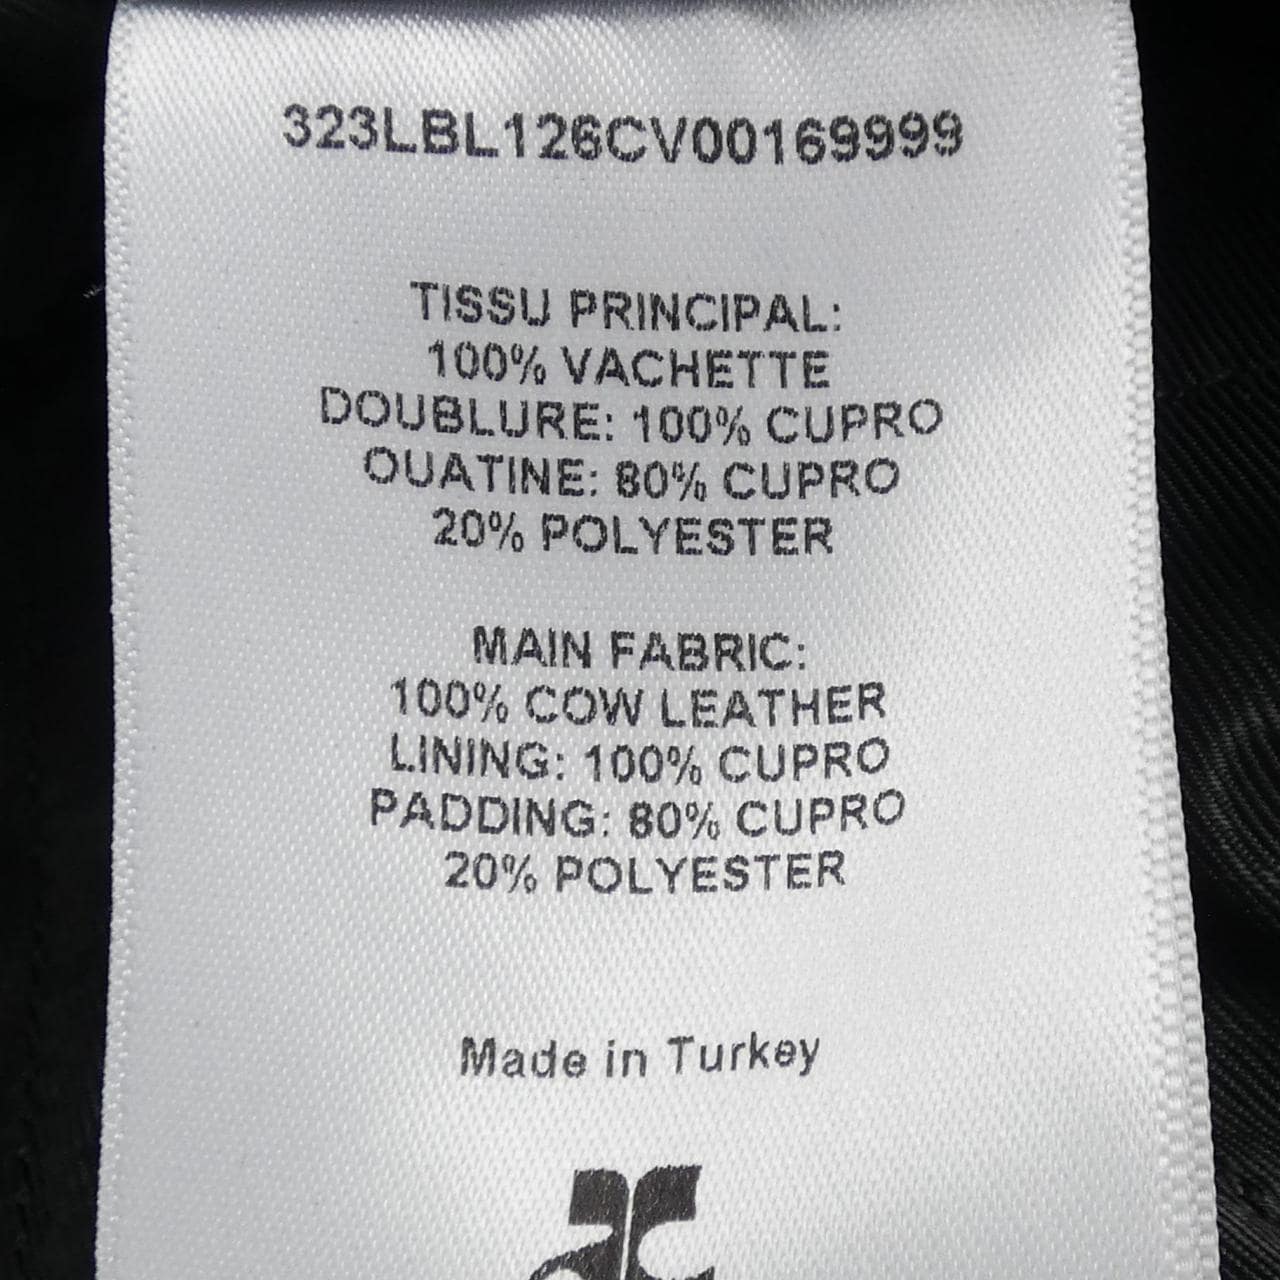 323LBL126CV00169999
TISSU PRINCIPAL:
100% VACHETTE
DOUBLURE: 100% CUPRO
OUATINE: 80% CUPRO
20% POLYESTER
MAIN FABRIC:
100% COW LEATHER
LINING: 100% CUPRO
PADDING: 80% CUPRO
20% POLYESTER
Made in Turkey